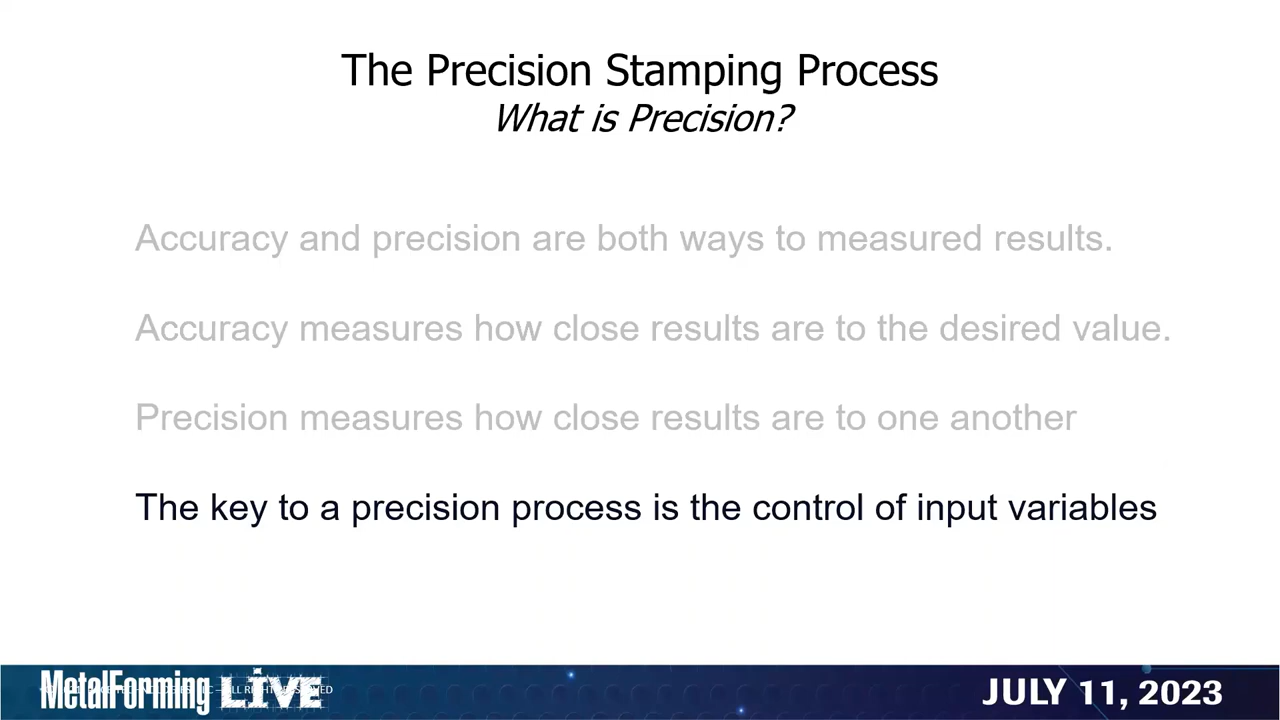 The Precision Stamping Process
What is Precision?
Accuracy and precision are both ways to measured results.
Accuracy measures how close results are to the desired value.
Precision measures how close results are to one another
The key to a precision process is the control of input variables
MetalForming LIVE
JULY 11, 2023